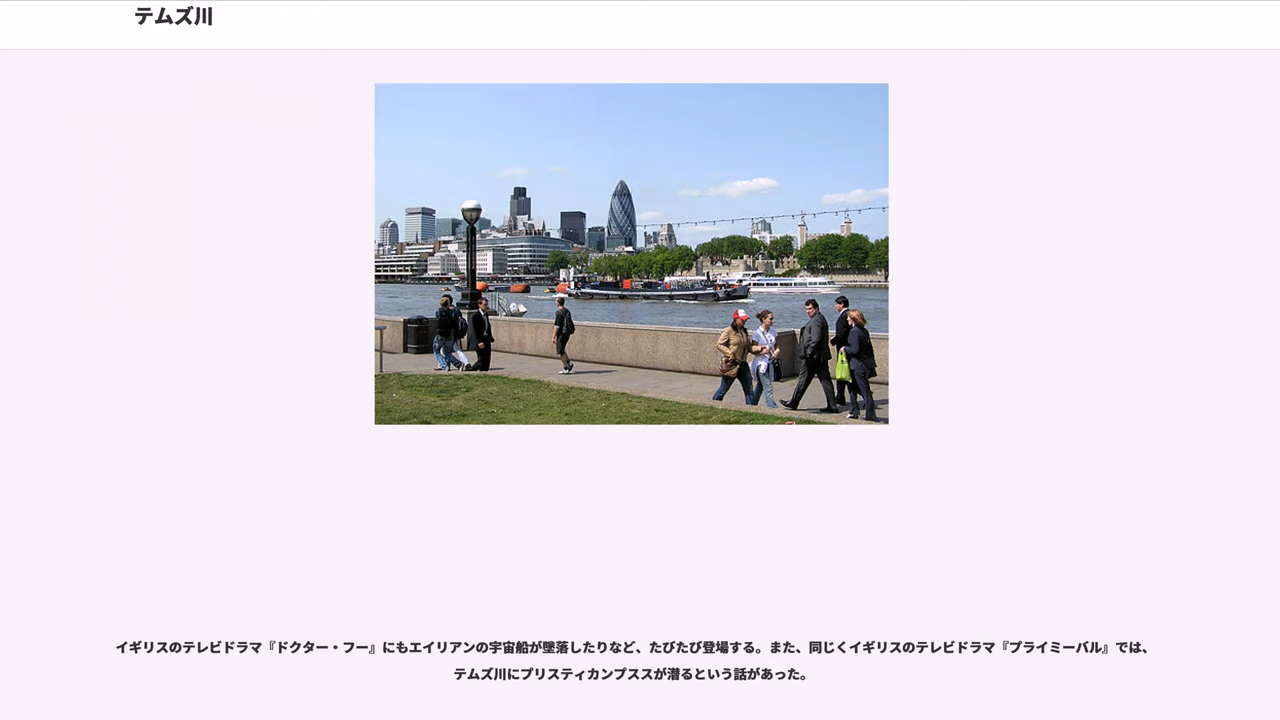 テムズ川
イギリスのテレビドラマ『ドクター・フー』にもエイリアンの宇宙船が墜落したりなど、たびたび登場する。また、同じくイギリスのテレビドラマ『プライミーバル』では、
テムズ川にプリスティカンプススが潜るという話があった。